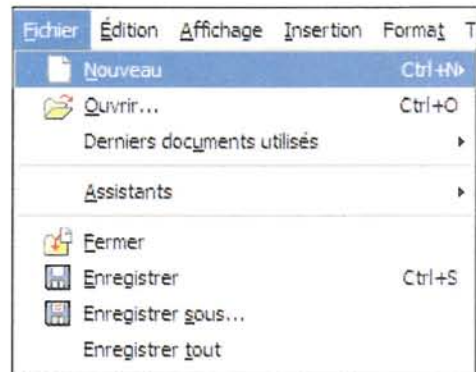 Fichier Édition Affichage Insertion Format T
Nouveau Ctrl+N
Ouvrir... Ctrl+O
Derniers documents utilisés
Assistants
Fermer
Enregistrer Ctrl+S
Enregistrer sous...
Enregistrer tout